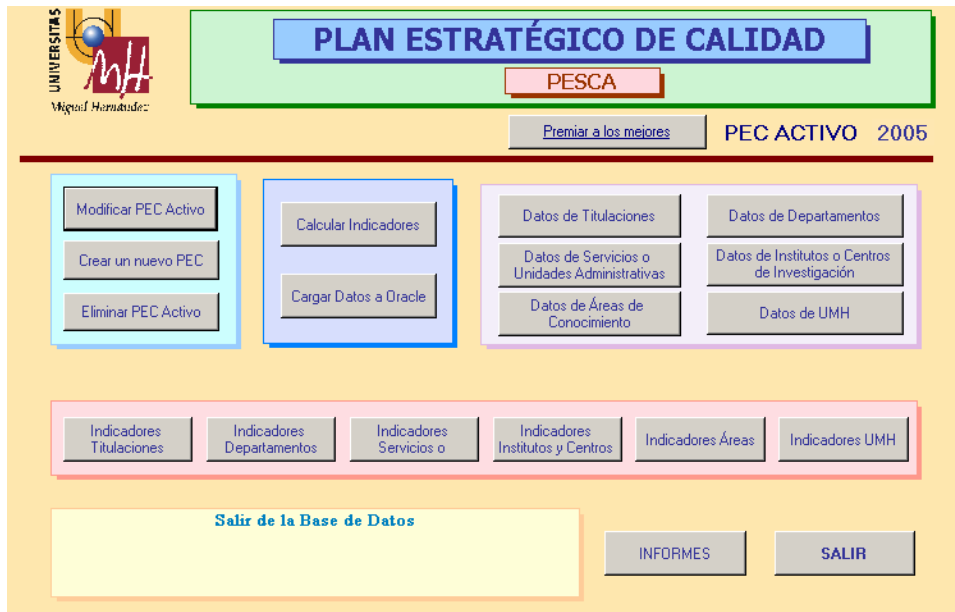 UNIVERSITAS
Miguel Hernández
PLAN ESTRATÉGICO DE CALIDAD
PESCA
Premiar a los mejores
PEC ACTIVO 2005
Modificar PEC Activo
Crear un nuevo PEC
Eliminar PEC Activo
Calcular Indicadores
Cargar Datos a Oracle
Datos de Titulaciones
Datos de Departamentos
Datos de Servicios o
Unidades Administrativas
Datos de Institutos o Centros
de Investigación
Datos de Áreas de
Conocimiento
Datos de UMH
Indicadores
Titulaciones
Indicadores
Departamentos
Indicadores
Servicios o
Indicadores
Institutos y Centros
Indicadores Áreas
Indicadores UMH
Salir de la Base de Datos
INFORMES
SALIR